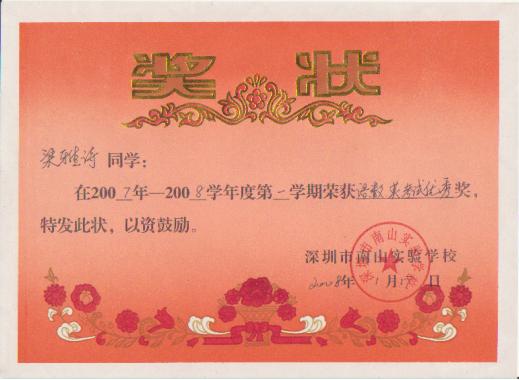 奖状
梁雅诗 同学：
在2007年—2008学年度第一学期荣获语数英考试优秀奖，
特发此状，以资鼓励。
深圳市南山实验学校
2008年1月 日
深圳市南山实验学校